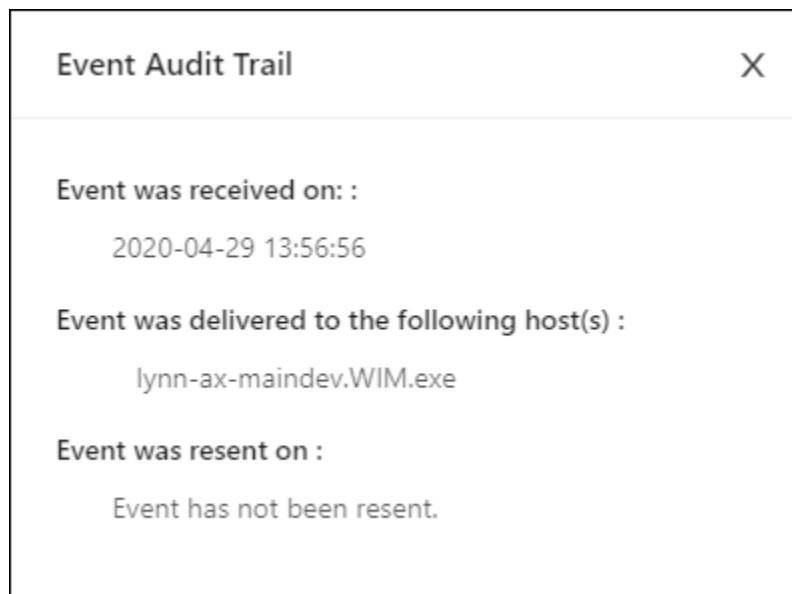 Event Audit Trail X
Event was received on: :
2020-04-29 13:56:56
Event was delivered to the following host(s) :
lynn-ax-maindev.WIM.exe
Event was resent on :
Event has not been resent.